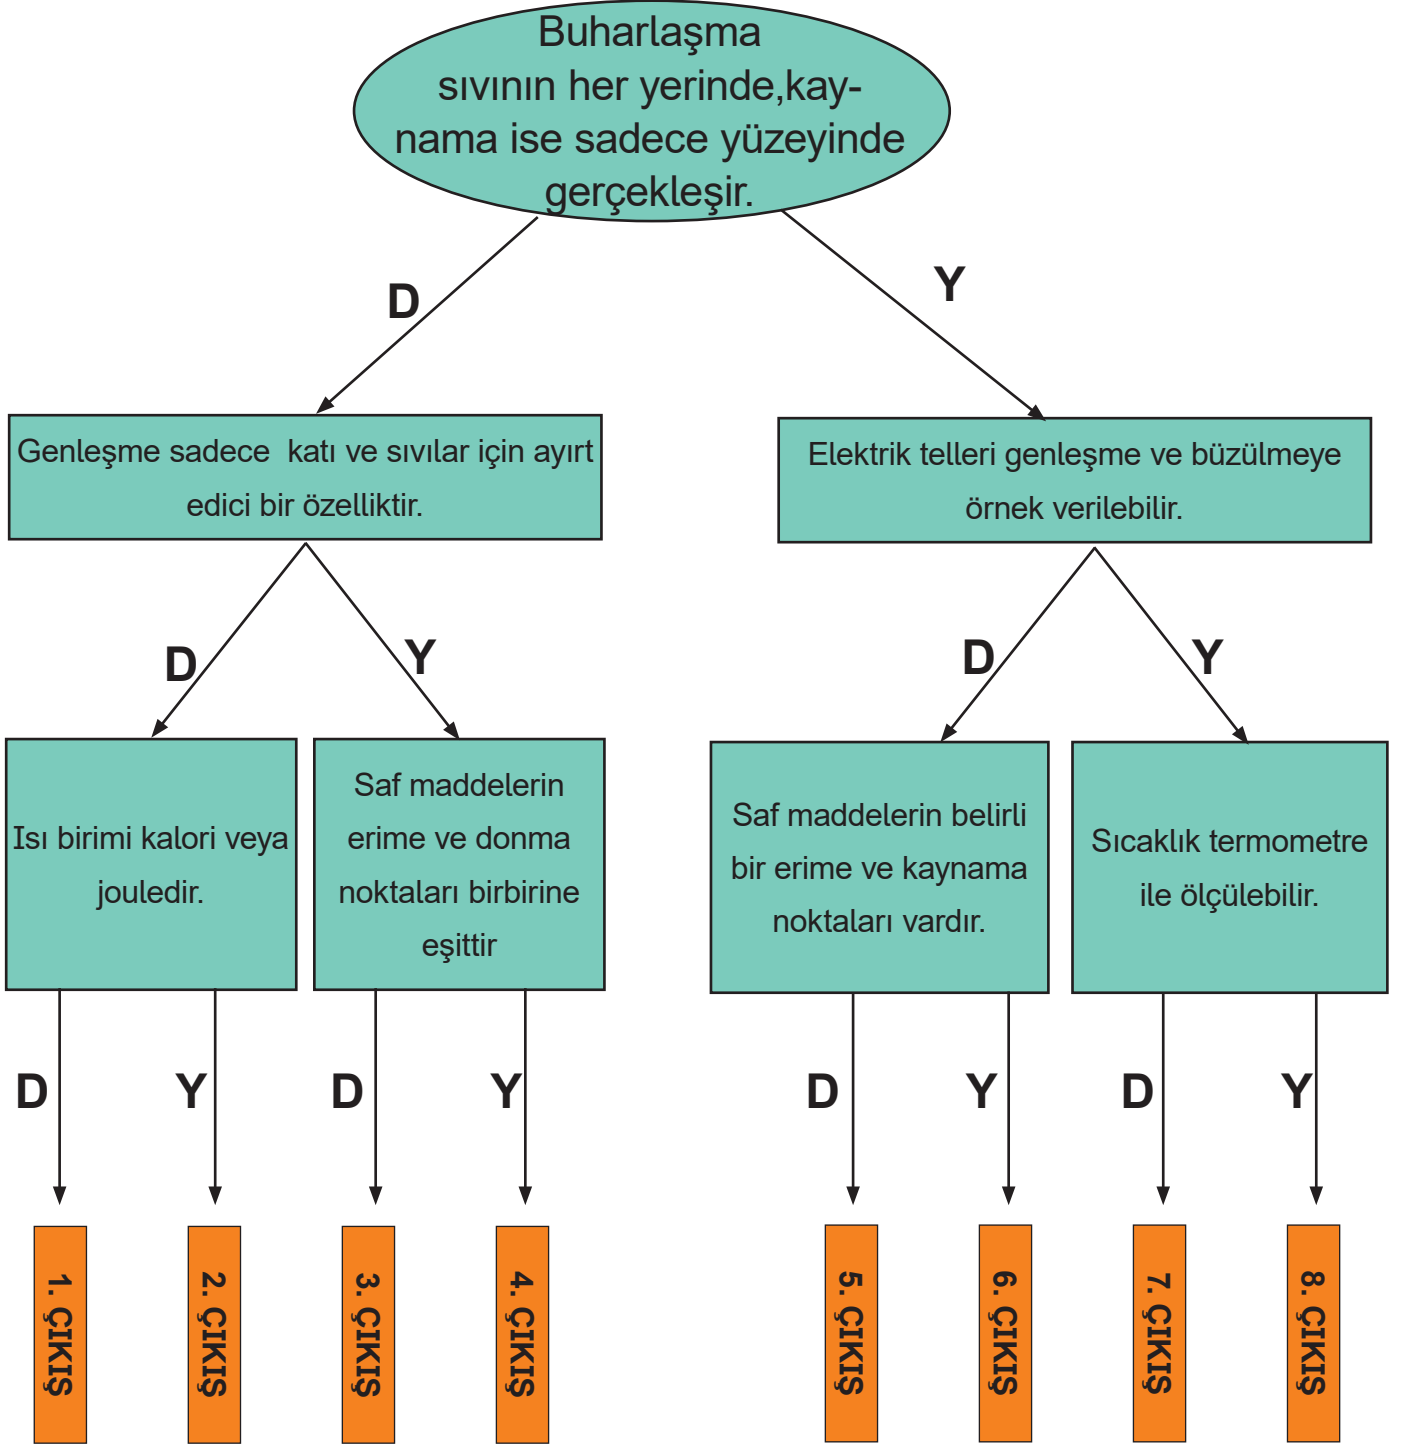 Buharlaşma
sıvının her yerinde,kay-
nama ise sadece yüzeyinde
gerçekleşir.
D
Y
Genleşme sadece  katı ve sıvılar için ayırt
edici bir özelliktir.
Elektrik telleri genleşme ve büzülmeye
örnek verilebilir.
D
Y
D
Y
Isı birimi kalori veya
jouledir.
Saf maddelerin
erime ve donma
noktaları birbirine
eşittir
Saf maddelerin belirli
bir erime ve kaynama
noktaları vardır.
Sıcaklık termometre
ile ölçülebilir.
D
Y
D
Y
D
Y
D
Y
1. ÇIKIŞ
2. ÇIKIŞ
3. ÇIKIŞ
4. ÇIKIŞ
5. ÇIKIŞ
6. ÇIKIŞ
7. ÇIKIŞ
8. ÇIKIŞ